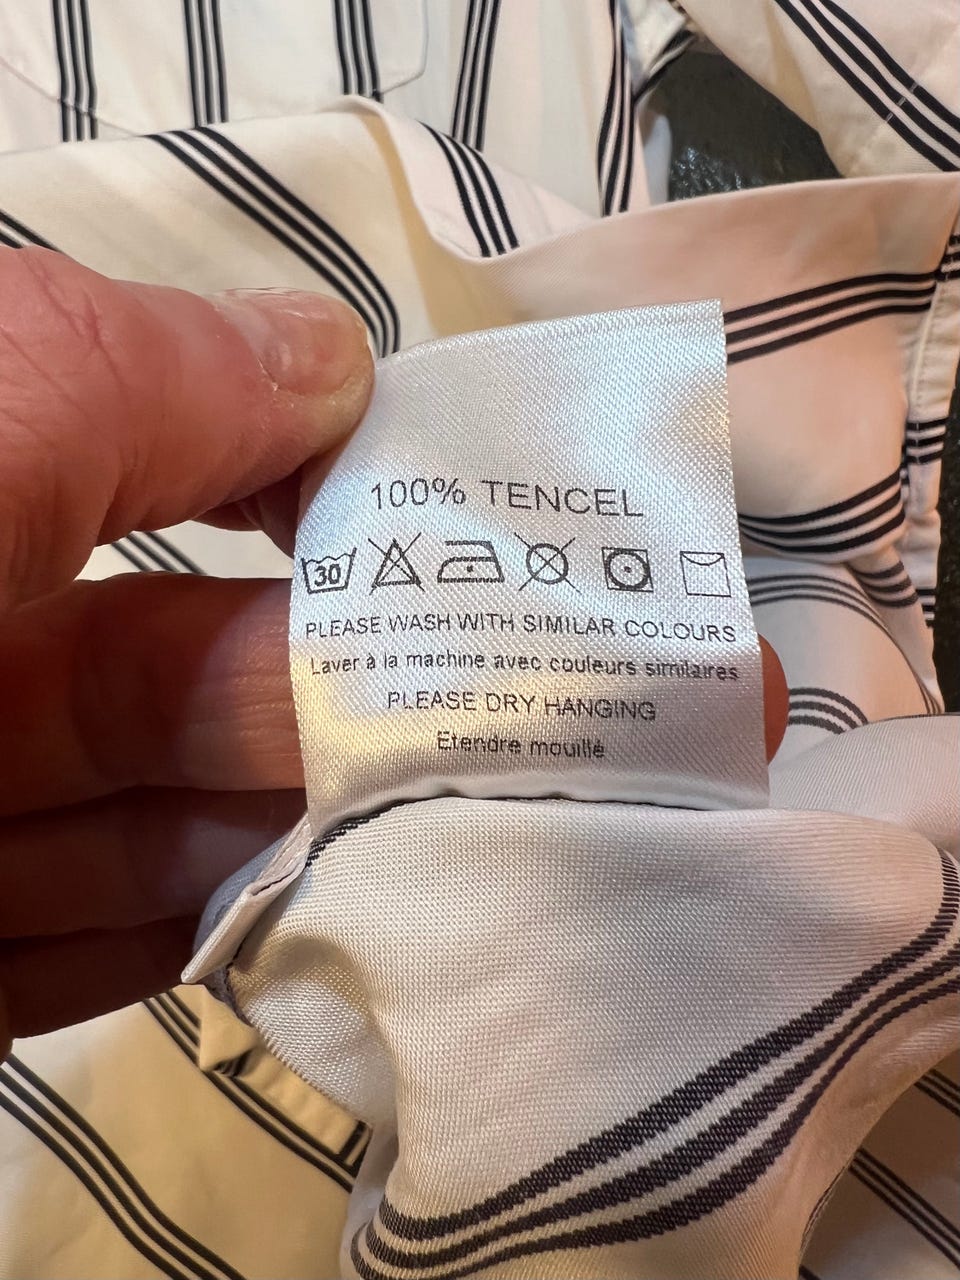 100% TENCEL
30
PLEASE WASH WITH SIMILAR COLOURS
Laver à la machine avec couleurs similaires
PLEASE DRY HANGING
Etendre mouillé